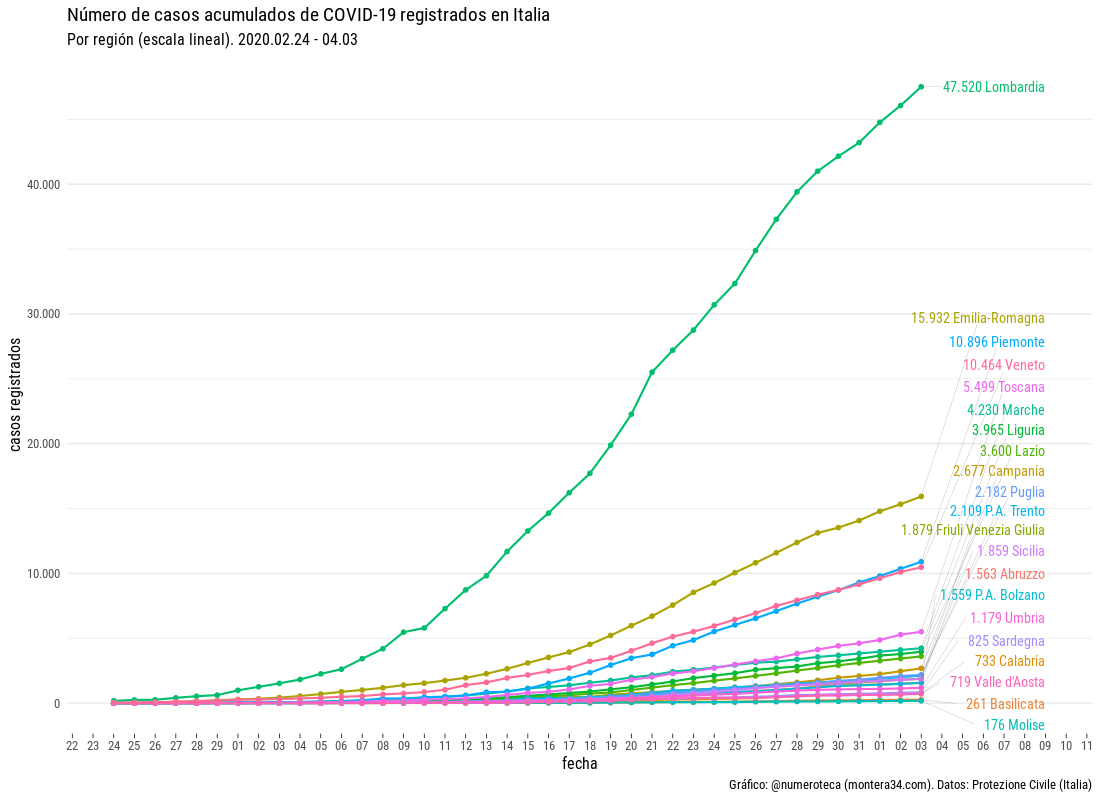 Número de casos acumulados de COVID-19 registrados en Italia
Por región (escala lineal). 2020.02.24 - 04.03
47.520 Lombardia
40.000
30.000
15.932 Emilia-Romagna
10.896 Piemonte
10.464 Veneto
5.499 Toscana
4.230 Marche
3.965 Liguria
20.000
3.600 Lazio
2.677 Campania
2.182 Puglia
2.109 P.A. Trento
1.879 Friuli Venezia Giulia
1.859 Sicilia
10.000
1.563 Abruzzo
1.559 P.A. Bolzano
1.179 Umbria
825 Sardegna
733 Calabria
719 Valle d'Aosta
0
261 Basilicata
176 Molise
casos registrados
22 23 24 25 26 27 28 29 01 02 03 04 05 06 07 08 09 10 11 12 13 14 15 16 17 18 19 20 21 22 23 24 25 26 27 28 29 30 31 01 02 03 04 05 06 07 08 09 10 11
fecha
Gráfico: @numeroteca (montera34.com). Datos: Protezione Civile (Italia)